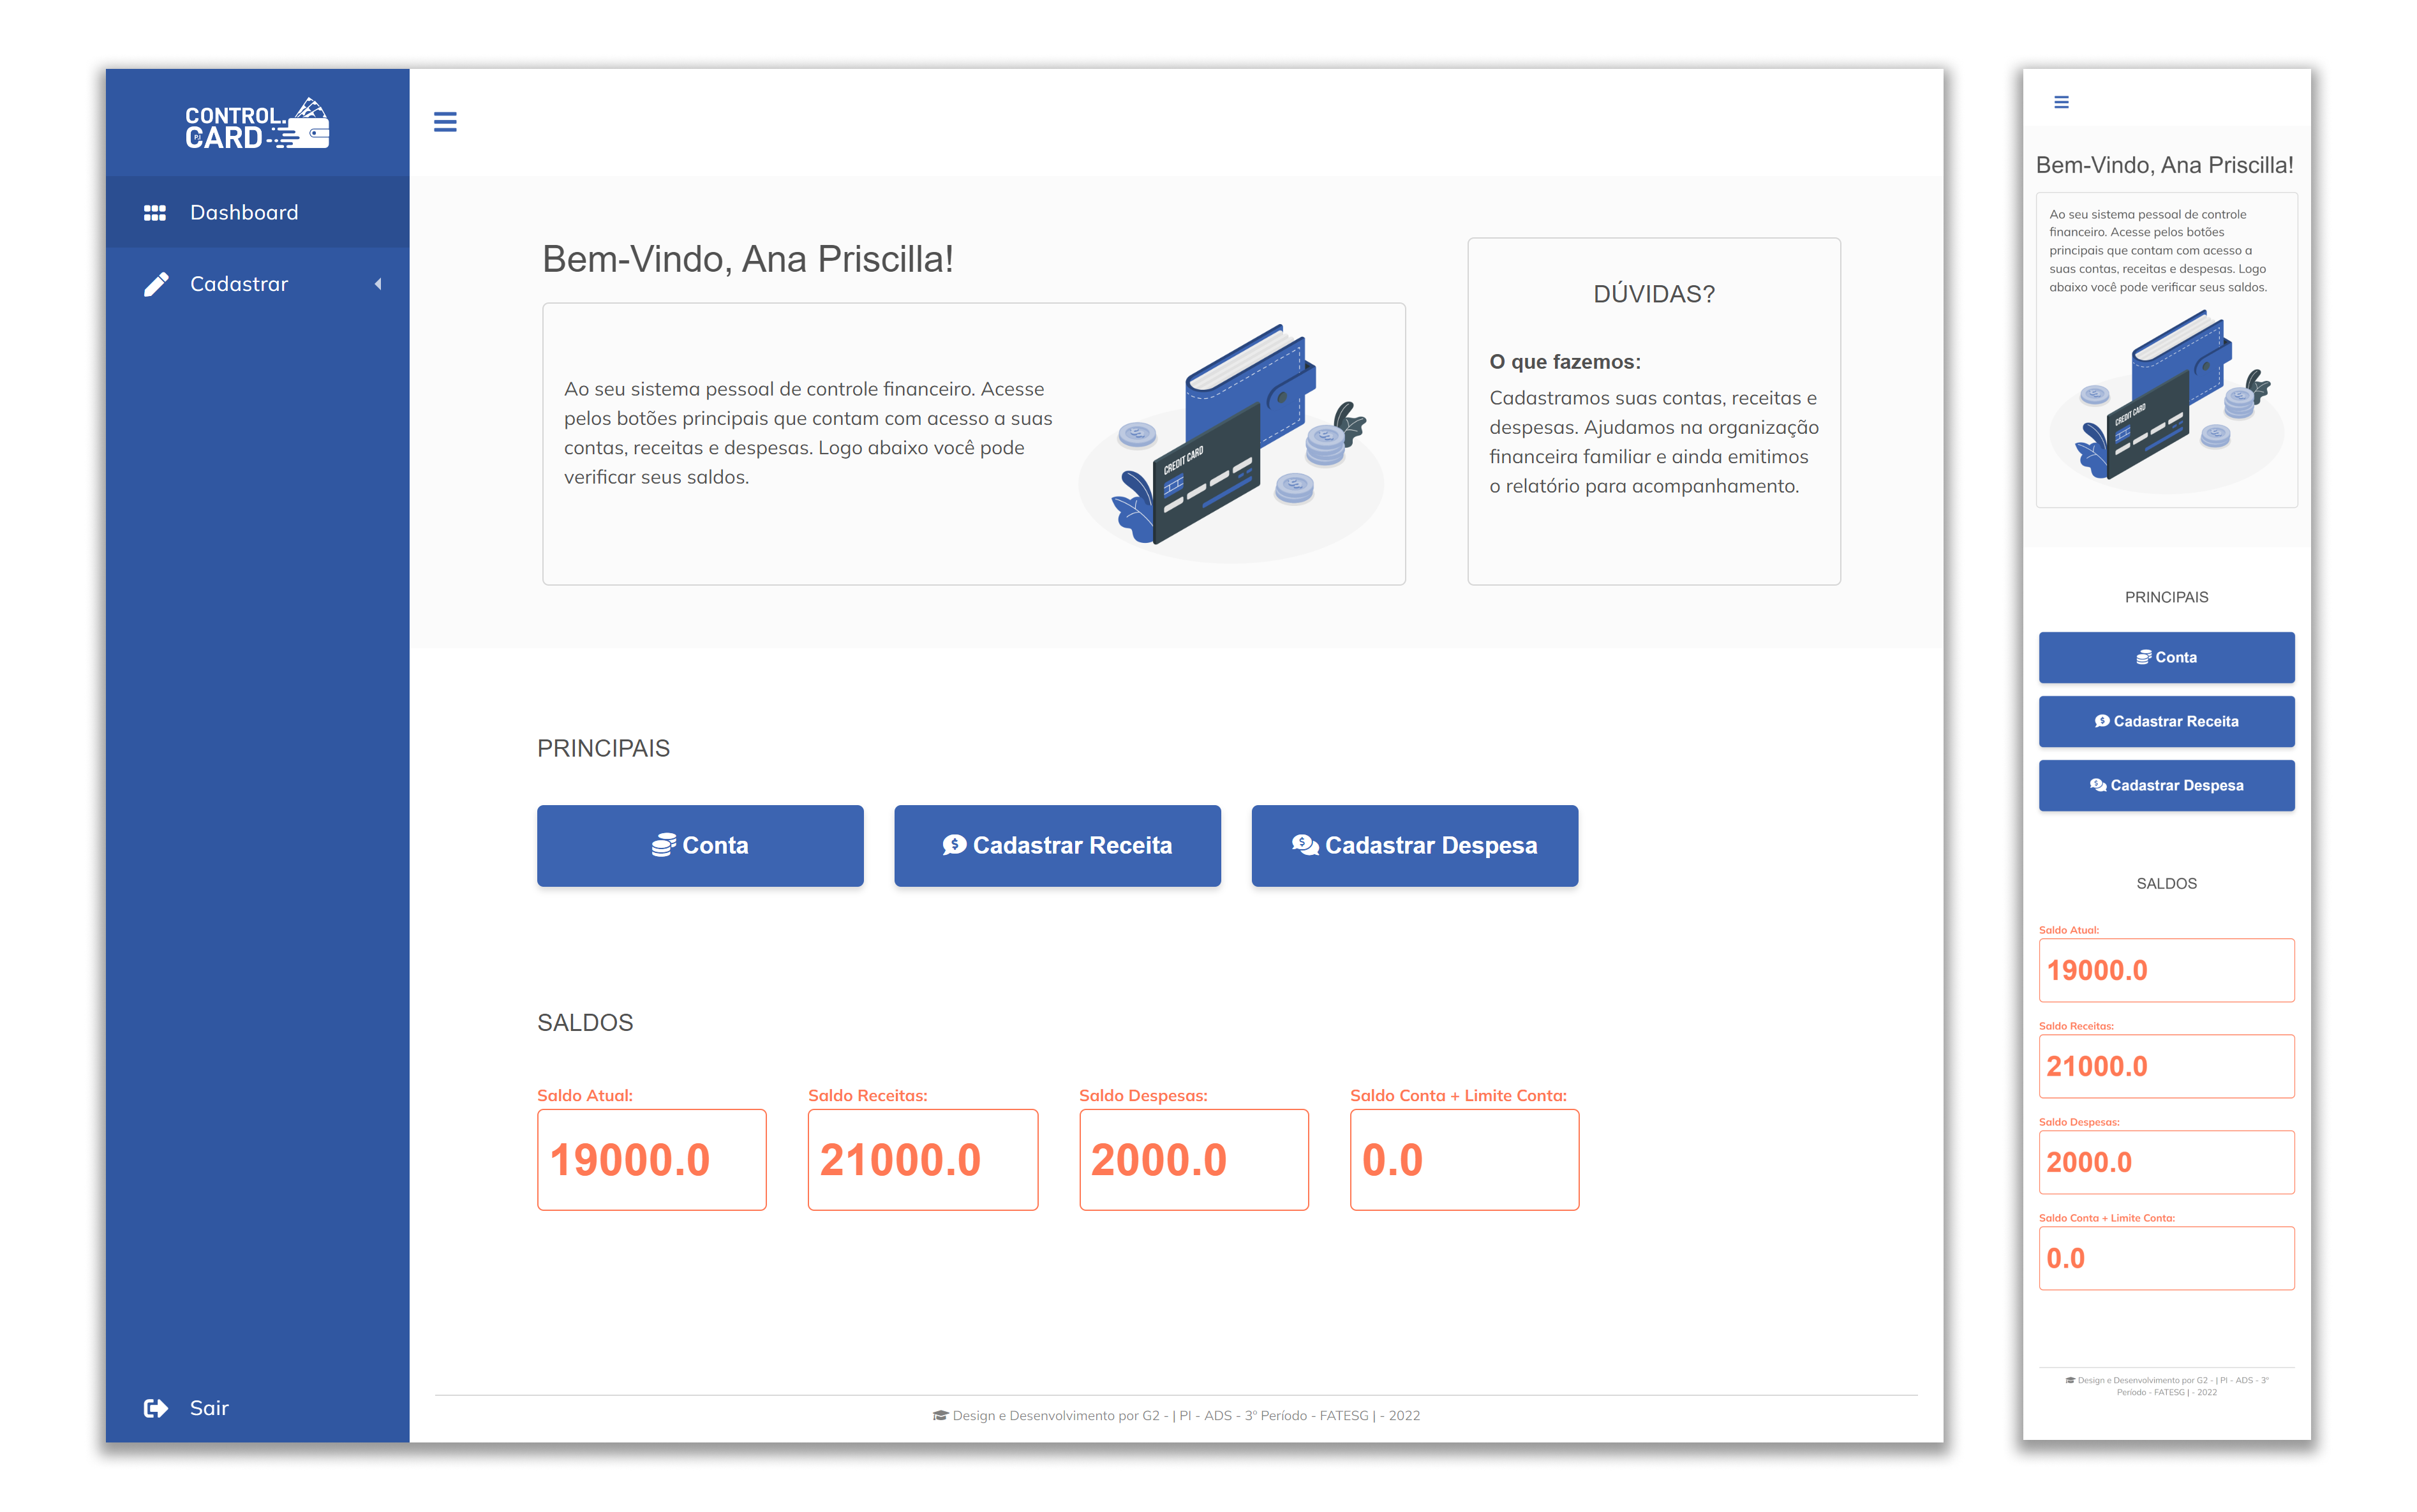 CONTROL.
CARD
PJ
Dashboard
Cadastrar
Sair
Bem-Vindo, Ana Priscilla!
Ao seu sistema pessoal de controle financeiro. Acesse
pelos botões principais que contam com acesso a suas
contas, receitas e despesas. Logo abaixo você pode
verificar seus saldos.
CREDIT CARD
DÚVIDAS?
O que fazemos:
Cadastramos suas contas, receitas e
despesas. Ajudamos na organização
financeira familiar e ainda emitimos
o relatório para acompanhamento.
PRINCIPAIS
Conta
Cadastrar Receita
Cadastrar Despesa
SALDOS
Saldo Atual:
19000.0
Saldo Receitas:
21000.0
Saldo Despesas:
2000.0
Saldo Conta + Limite Conta:
0.0
Design e Desenvolvimento por G2 - | PI - ADS - 3º Período - FATESG | - 2022
Bem-Vindo, Ana Priscilla!
Ao seu sistema pessoal de controle
financeiro. Acesse pelos botões
principais que contam com acesso a
suas contas, receitas e despesas. Logo
abaixo você pode verificar seus saldos.
CREDIT CARD
PRINCIPAIS
Conta
Cadastrar Receita
Cadastrar Despesa
SALDOS
Saldo Atual:
19000.0
Saldo Receitas:
21000.0
Saldo Despesas:
2000.0
Saldo Conta + Limite Conta:
0.0
Design e Desenvolvimento por G2 - | PI - ADS - 3º
Período - FATESG | - 2022